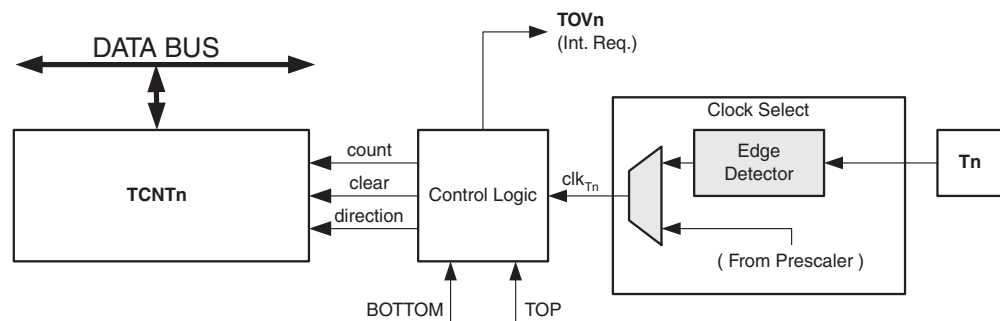 TOVn
(Int. Req.)
DATA BUS
Clock Select
TCNTn
count
clear
direction
Control Logic
clkTn
Edge
Detector
Tn
( From Prescaler )
BOTTOM
TOP